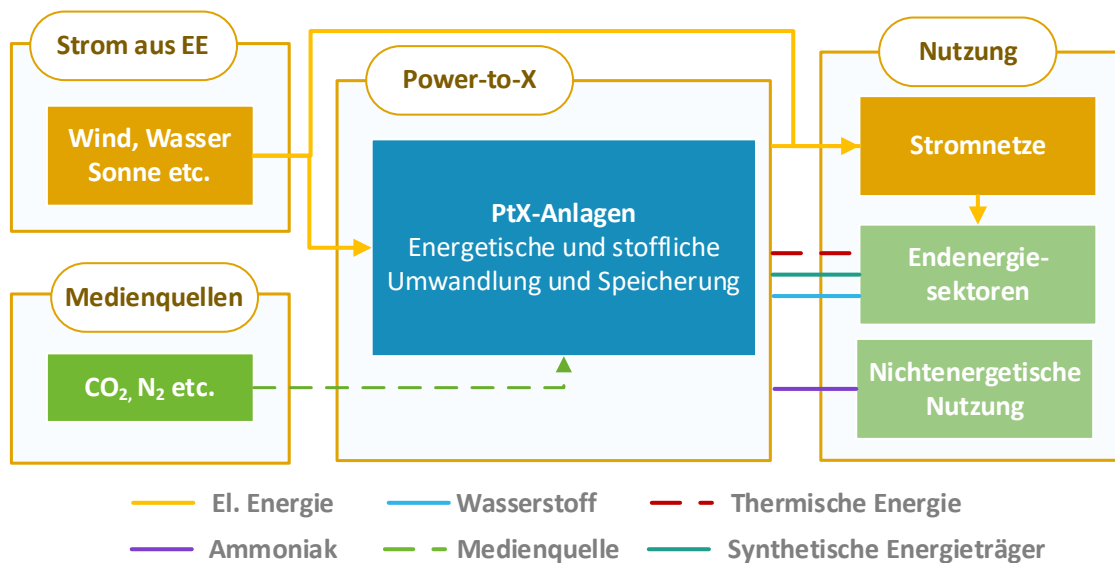 Strom aus EE
Wind, Wasser
Sonne etc.
Medienquellen
CO₂, N₂ etc.
Power-to-X
PtX-Anlagen
Energetische und stoffliche
Umwandlung und Speicherung
Nutzung
Stromnetze
Endenergie-
sektoren
Nichtenergetische
Nutzung
El. Energie
Wasserstoff
Thermische Energie
Ammoniak
Medienquelle
Synthetische Energieträger